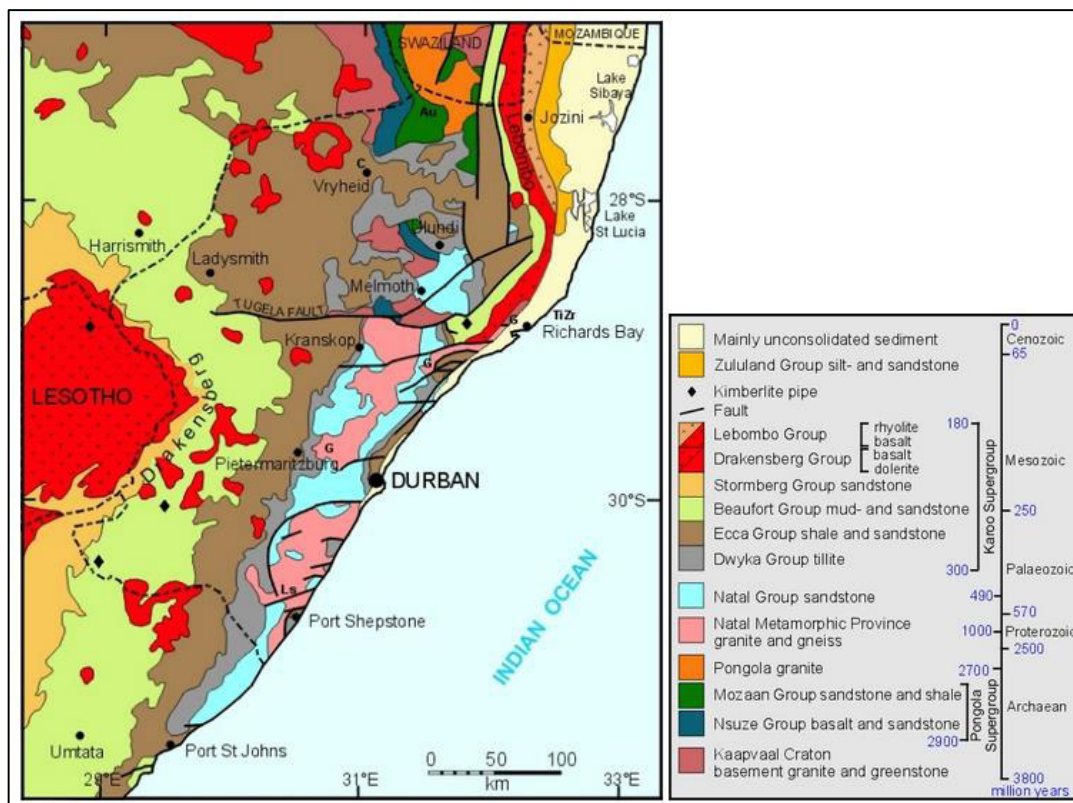 SWAZILAND
MOZAMBIQUE
Lake
Sibaya
Au
Jozini
Lebombo
C
Vryheid
28°S
Ulundi
Lake
St Lucia
Harrismith
Ladysmith
Melmoth
TUGELA FAULT
TiZr
G
Richards Bay
Kranskop
G
LESOTHO
Drakensberg
G
Pietermaritzburg
DURBAN
30°S
INDIAN OCEAN
Ls
Port Shepstone
Umtata
Port St Johns
0 50 100
km
29°E 31°E 33°E
Mainly unconsolidated sediment
Zululand Group silt- and sandstone
Kimberlite pipe
Fault
Lebombo Group
rhyolite
basalt
Drakensberg Group
basalt
dolerite
Stormberg Group sandstone
Beaufort Group mud- and sandstone
Ecca Group shale and sandstone
Dwyka Group tillite
Natal Group sandstone
Natal Metamorphic Province
granite and gneiss
Pongola granite
Mozaan Group sandstone and shale
Nsuze Group basalt and sandstone
Kaapvaal Craton
basement granite and greenstone
180
300
Karoo Supergroup
490
1000
2700
2900
Pongola
Supergroup
0
Cenozoic
65
Mesozoic
250
Palaeozoic
570
Proterozoic
2500
Archaean
3800
million years